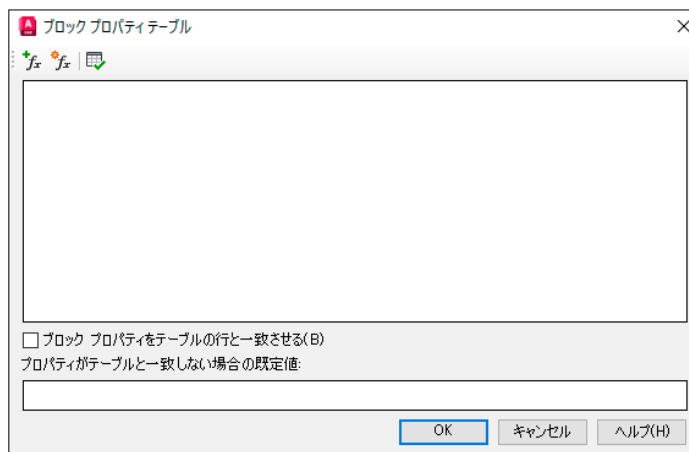 A
CAD
ブロック プロパティ テーブル
fx fx
ブロック プロパティをテーブルの行と一致させる(B)
プロパティがテーブルと一致しない場合の既定値:
OK キャンセル ヘルプ(H)